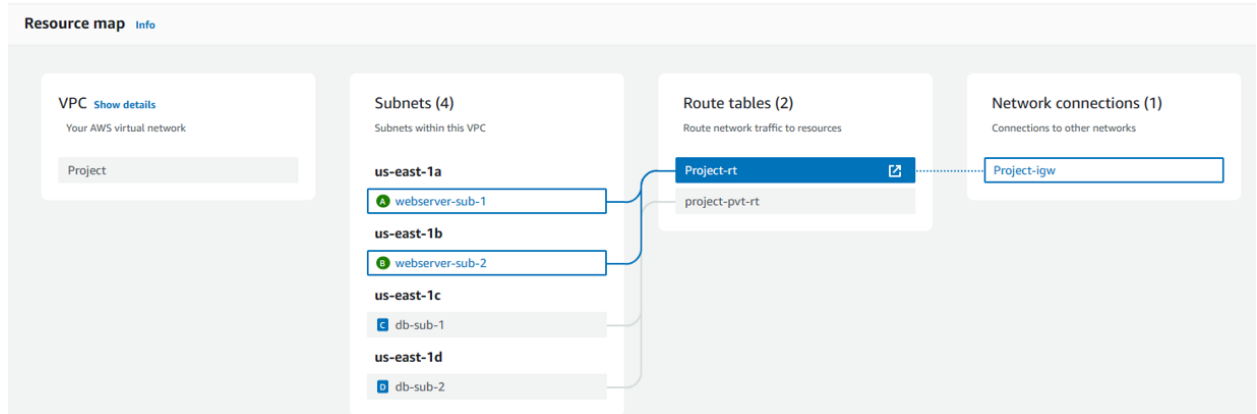 Resource map Info
VPC Show details
Your AWS virtual network
Project
Subnets (4)
Subnets within this VPC
us-east-1a
A webserver-sub-1
us-east-1b
B webserver-sub-2
us-east-1c
C db-sub-1
us-east-1d
D db-sub-2
Route tables (2)
Route network traffic to resources
Project-rt
project-pvt-rt
Network connections (1)
Connections to other networks
Project-igw